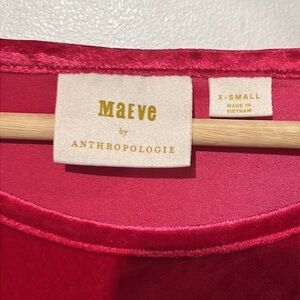 MaEve
by
ANTHROPOLOGIE
X-SMALL
MADE IN
VIETNAM